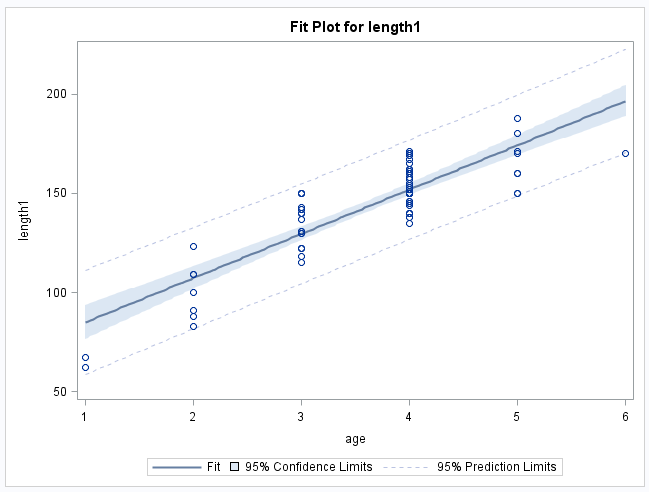 Fit Plot for length1
200
150
100
50
length1
1 2 3 4 5 6
age
Fit 95% Confidence Limits 95% Prediction Limits